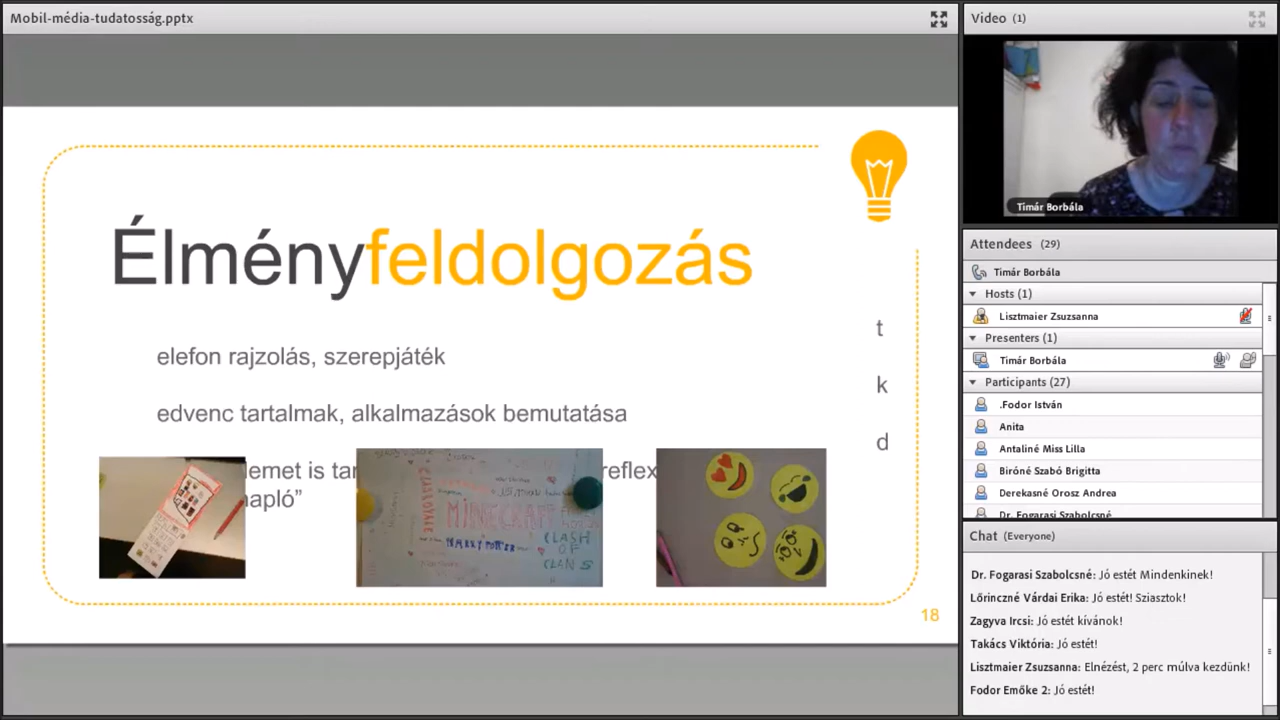 Mobil-média-tudatosság.pptx
Élményfeldolgozás
t
elefon rajzolás, szerepjáték
k
edvenc tartalmak, alkalmazások bemutatása
d
lemet is tar reflex
napló”
MINECRAFT
HARRY POTTER
CLASH
OF
CLANS
18
Video (1)
Timár Borbála
Attendees (29)
Timár Borbála
Hosts (1)
Lisztmaier Zsuzsanna
Presenters (1)
Timár Borbála
Participants (27)
.Fodor István
Anita
Antaliné Miss Lilla
Biróné Szabó Brigitta
Derekasné Orosz Andrea
Dr. Fogarasi Szabolcsné
Chat (Everyone)
Dr. Fogarasi Szabolcsné: Jó estét Mindenkinek!
Lőrinczné Várdai Erika: Jó estét! Sziasztok!
Zagyva Ircsi: Jó estét kívánok!
Takács Viktória: Jó estét!
Lisztmaier Zsuzsanna: Elnézést, 2 perc múlva kezdünk!
Fodor Emőke 2: Jó estét!